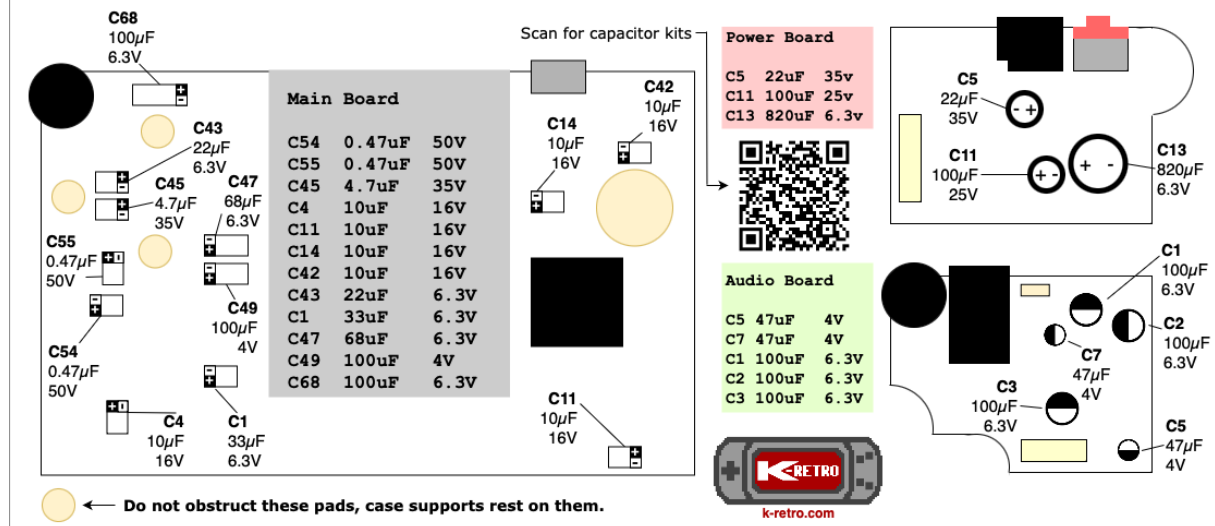 C68
100µF
6.3V
C43
22µF
6.3V
C45
4.7µF
35V
C47
68µF
6.3V
C55
0.47µF
50V
C49
100µF
4V
C54
0.47µF
50V
C4
10µF
16V
C1
33µF
6.3V
Main Board
C54 0.47uF 50V
C55 0.47uF 50V
C45 4.7uF 35V
C4 10uF 16V
C11 10uF 16V
C14 10uF 16V
C42 10uF 16V
C43 22uF 6.3V
C1 33uF 6.3V
C47 68uF 6.3V
C49 100uF 4V
C68 100uF 6.3V
C14
10µF
16V
C42
10µF
16V
C11
10µF
16V
Do not obstruct these pads, case supports rest on them.
Scan for capacitor kits
Power Board
C5 22uF 35v
C11 100uF 25v
C13 820uF 6.3v
Audio Board
C5 47uF 4V
C7 47uF 4V
C1 100uF 6.3V
C2 100uF 6.3V
C3 100uF 6.3V
K-RETRO
k-retro.com
C5
22µF
35V
C11
100µF
25V
C13
820µF
6.3V
C1
100µF
6.3V
C2
100µF
6.3V
C7
47µF
4V
C3
100µF
6.3V
C5
47µF
4V